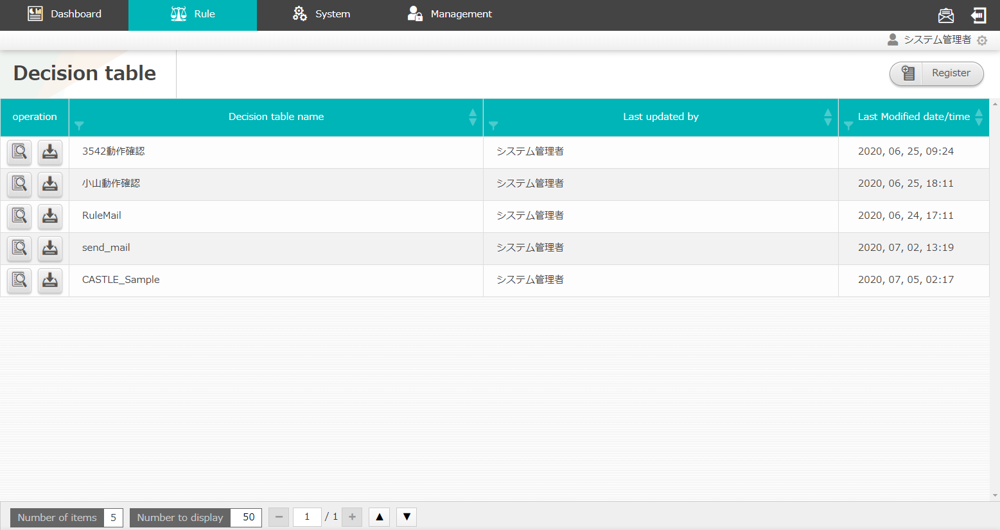 Dashboard Rule System Management
システム管理者
Decision table
Register
operation Decision table name Last updated by Last Modified date/time
3542動作確認 システム管理者 2020, 06, 25, 09:24
小山動作確認 システム管理者 2020, 06, 25, 18:11
RuleMail システム管理者 2020, 06, 24, 17:11
send_mail システム管理者 2020, 07, 02, 13:19
CASTLE_Sample システム管理者 2020, 07, 05, 02:17
Number of items 5 Number to display 50 − 1 / 1 + ▲ ▼